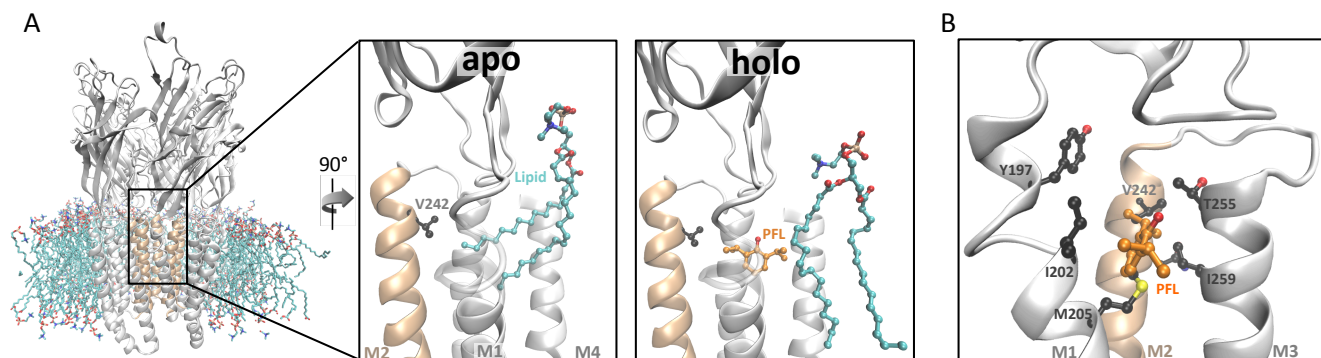 A
90°
apo
Lipid
V242
M2
M1
M4
holo
PFL
B
Y197
V242
T255
I202
PFL
I259
M205
M1
M2
M3